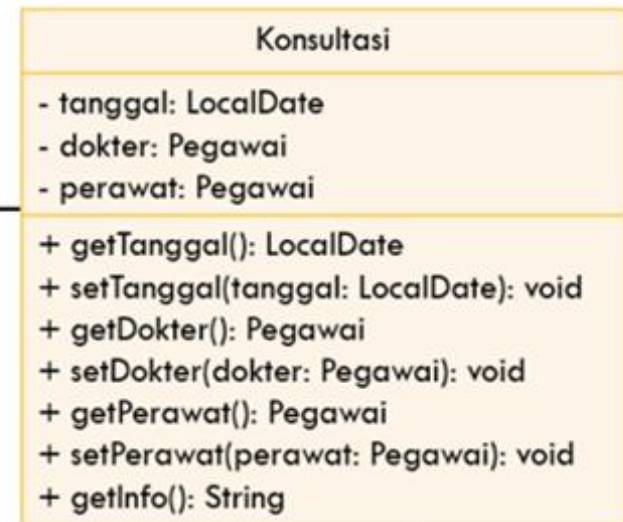 Konsultasi
- tanggal: LocalDate
- dokter: Pegawai
- perawat: Pegawai
+ getTanggal(): LocalDate
+ setTanggal(tanggal: LocalDate): void
+ getDokter(): Pegawai
+ setDokter(dokter: Pegawai): void
+ getPerawat(): Pegawai
+ setPerawat(perawat: Pegawai): void
+ getInfo(): String